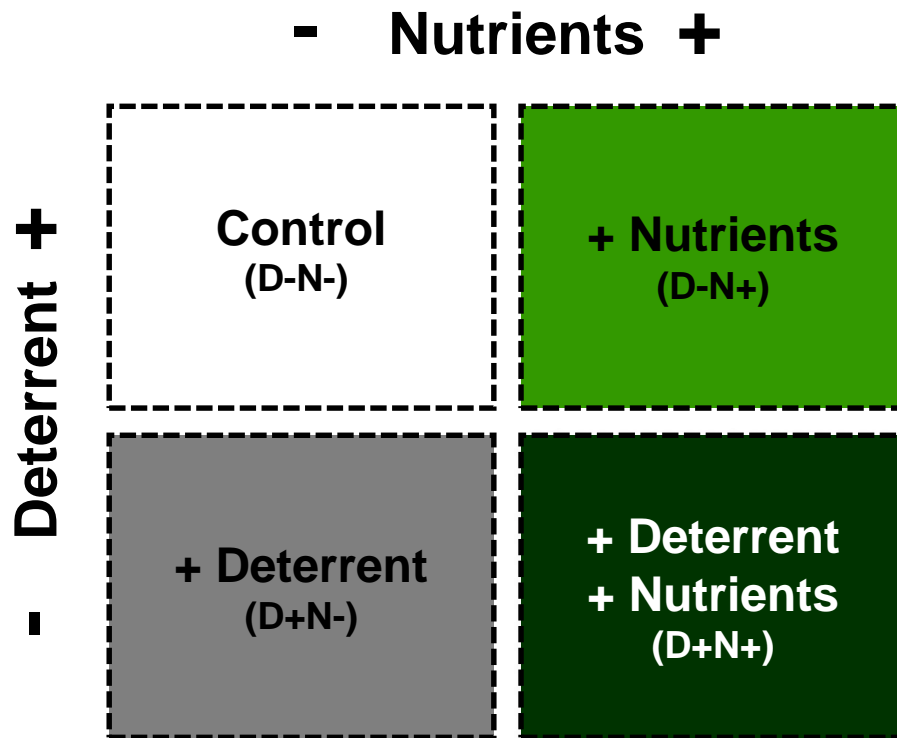 - Nutrients +
- Deterrent +
Control
(D-N-)
+ Nutrients
(D-N+)
+ Deterrent
(D+N-)
+ Deterrent
+ Nutrients
(D+N+)